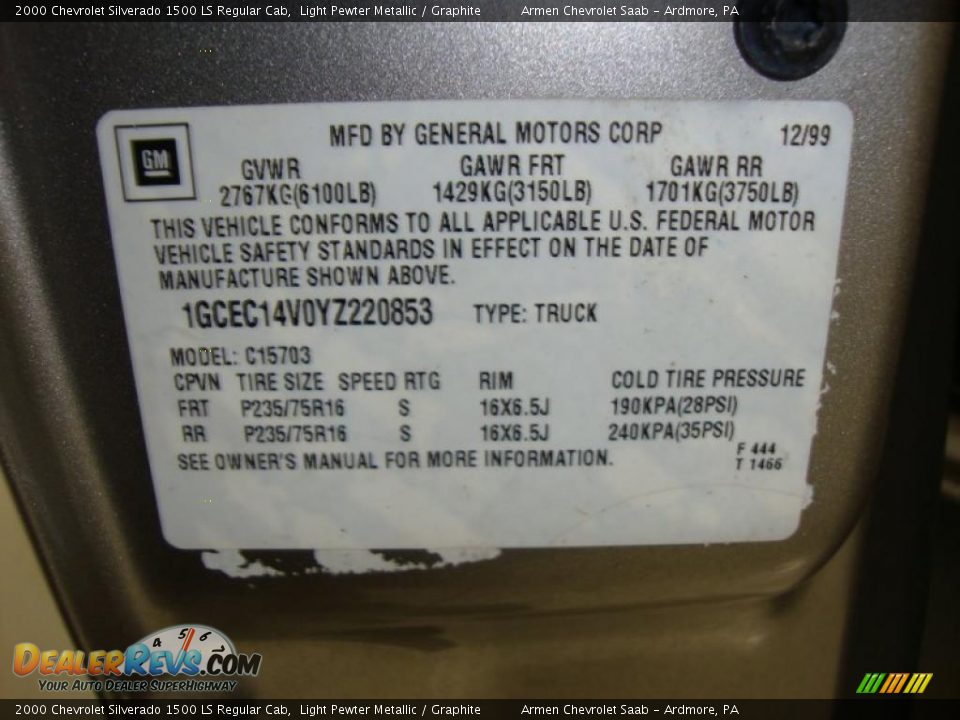 2000 Chevrolet Silverado 1500 LS Regular Cab, Light Pewter Metallic / Graphite Armen Chevrolet Saab - Ardmore, PA
GM
MFD BY GENERAL MOTORS CORP 12/99
GVWR GAWR FRT GAWR RR
2767KG(6100LB) 1429KG(3150LB) 1701KG(3750LB)
THIS VEHICLE CONFORMS TO ALL APPLICABLE U.S. FEDERAL MOTOR
VEHICLE SAFETY STANDARDS IN EFFECT ON THE DATE OF
MANUFACTURE SHOWN ABOVE.
1GCEC14V0YZ220853 TYPE: TRUCK
MODEL: C15703
CPVN TIRE SIZE SPEED RTG RIM COLD TIRE PRESSURE
FRT P235/75R16 S 16X6.5J 190KPA(28PSI)
RR P235/75R16 S 16X6.5J 240KPA(35PSI)
SEE OWNER'S MANUAL FOR MORE INFORMATION.
F 444
T 1466
4 5 6
DEALERREVS.COM
YOUR AUTO DEALER SUPERHIGHWAY
2000 Chevrolet Silverado 1500 LS Regular Cab, Light Pewter Metallic / Graphite Armen Chevrolet Saab - Ardmore, PA